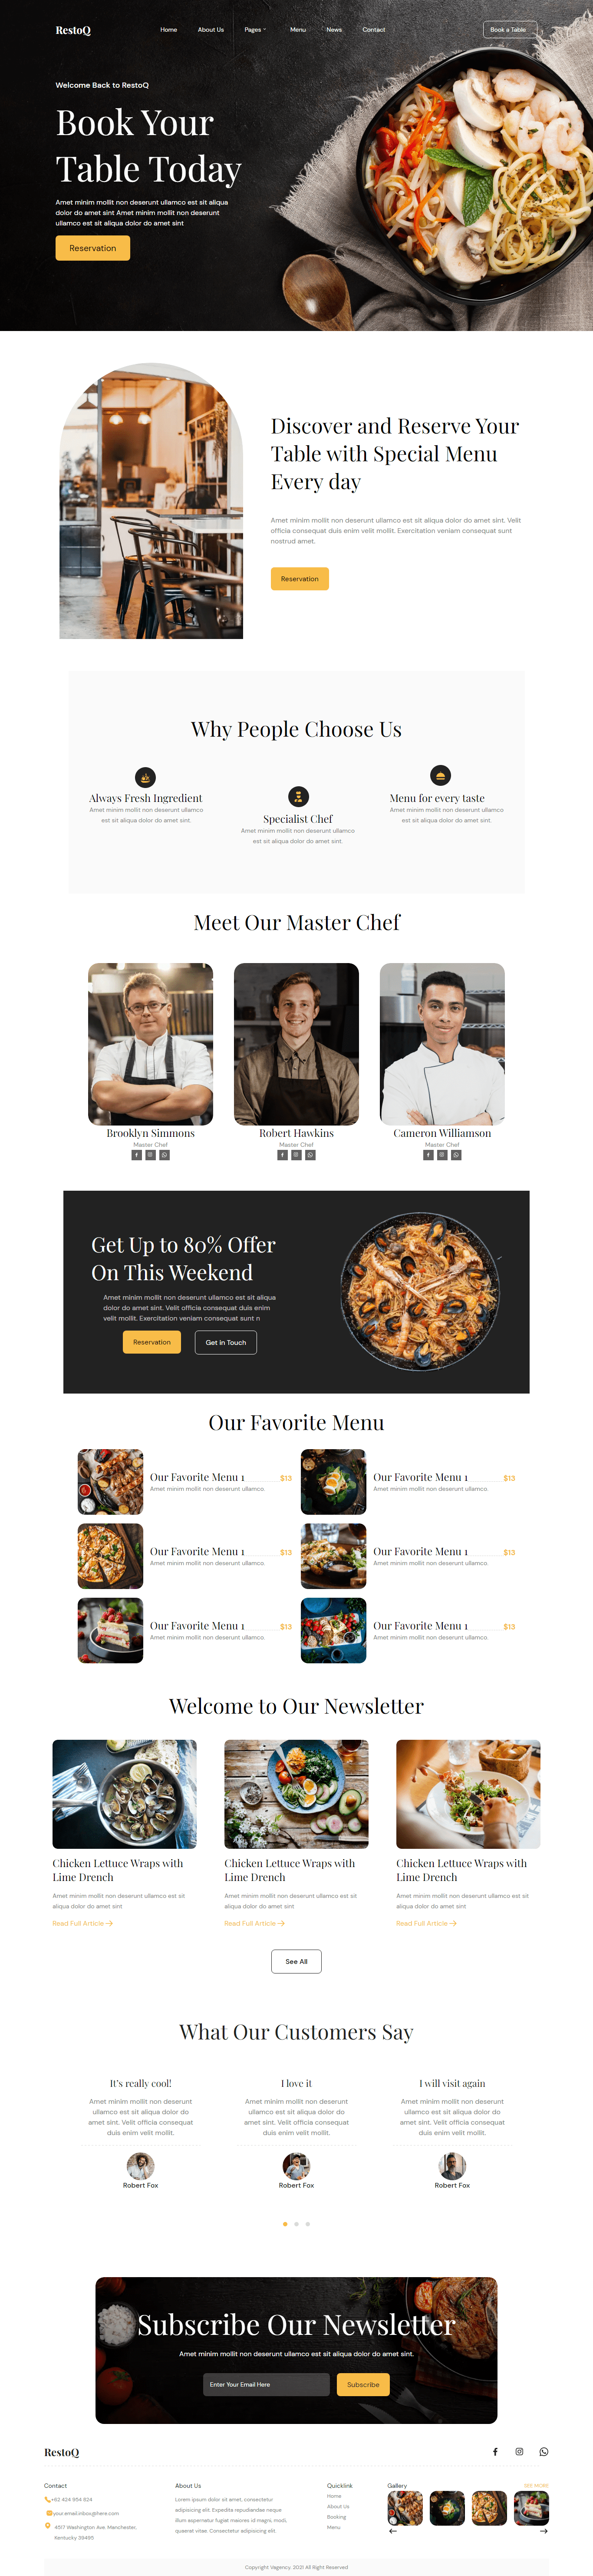 RestoQ
Home
About Us
Pages
Menu
News
Contact
Book a Table
Welcome Back to RestoQ
Book Your
Table Today
Amet minim mollit non deserunt ullamco est sit aliqua
dolor do amet sint Amet minim mollit non deserunt
ullamco est sit aliqua dolor do amet sint
Reservation
Discover and Reserve Your
Table with Special Menu
Every day
Amet minim mollit non deserunt ullamco est sit aliqua dolor do amet sint. Velit
officia consequat duis enim velit mollit. Exercitation veniam consequat sunt
nostrud amet.
Reservation
Why People Choose Us
Always Fresh Ingredient
Amet minim mollit non deserunt ullamco
est sit aliqua dolor do amet sint.
Specialist Chef
Amet minim mollit non deserunt ullamco
est sit aliqua dolor do amet sint.
Menu for every taste
Amet minim mollit non deserunt ullamco
est sit aliqua dolor do amet sint.
Meet Our Master Chef
Brooklyn Simmons
Master Chef
Robert Hawkins
Master Chef
Cameron Williamson
Master Chef
Get Up to 80% Offer
On This Weekend
Amet minim mollit non deserunt ullamco est sit aliqua
dolor do amet sint. Velit officia consequat duis enim
velit mollit. Exercitation veniam consequat sunt n
Reservation
Get in Touch
Our Favorite Menu
Our Favorite Menu 1
$13
Amet minim mollit non deserunt ullamco.
Our Favorite Menu 1
$13
Amet minim mollit non deserunt ullamco.
Our Favorite Menu 1
$13
Amet minim mollit non deserunt ullamco.
Our Favorite Menu 1
$13
Amet minim mollit non deserunt ullamco.
Our Favorite Menu 1
$13
Amet minim mollit non deserunt ullamco.
Our Favorite Menu 1
$13
Amet minim mollit non deserunt ullamco.
Welcome to Our Newsletter
Chicken Lettuce Wraps with
Lime Drench
Amet minim mollit non deserunt ullamco est sit
aliqua dolor do amet sint
Read Full Article
Chicken Lettuce Wraps with
Lime Drench
Amet minim mollit non deserunt ullamco est sit
aliqua dolor do amet sint
Read Full Article
Chicken Lettuce Wraps with
Lime Drench
Amet minim mollit non deserunt ullamco est sit
aliqua dolor do amet sint
Read Full Article
See All
What Our Customers Say
It's really cool!
Amet minim mollit non deserunt
ullamco est sit aliqua dolor do
amet sint. Velit officia consequat
duis enim velit mollit.
Robert Fox
I love it
Amet minim mollit non deserunt
ullamco est sit aliqua dolor do
amet sint. Velit officia consequat
duis enim velit mollit.
Robert Fox
I will visit again
Amet minim mollit non deserunt
ullamco est sit aliqua dolor do
amet sint. Velit officia consequat
duis enim velit mollit.
Robert Fox
Subscribe Our Newsletter
Amet minim mollit non deserunt ullamco est sit aliqua dolor do amet sint.
Enter Your Email Here
Subscribe
RestoQ
Contact
+62 424 954 824
your.email.inbox@here.com
4517 Washington Ave. Manchester,
Kentucky 39495
About Us
Lorem ipsum dolor sit amet, consectetur
adipisicing elit. Expedita repudiandae neque
illum aspernatur fugiat maiores id magni, modi,
quaerat vitae. Consectetur adipisicing elit.
Quicklink
Home
About Us
Booking
Menu
Gallery
SEE MORE
Copyright Vegency. 2021 All Right Reserved